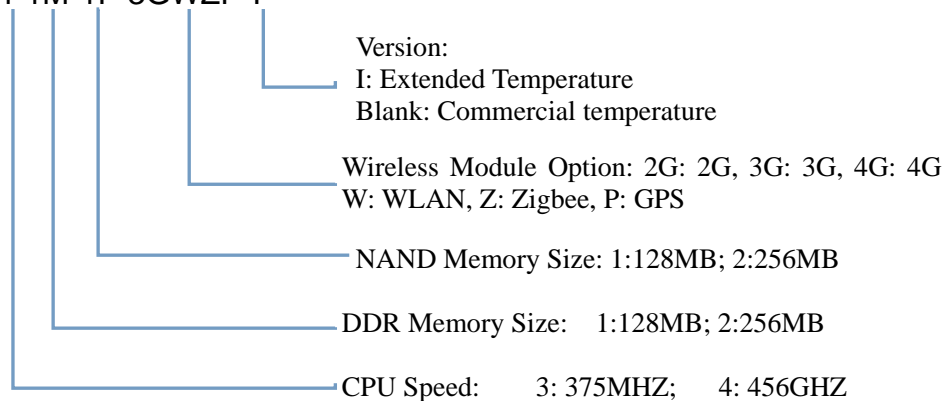 Version:
I: Extended Temperature
Blank: Commercial temperature
Wireless Module Option: 2G: 2G, 3G: 3G, 4G: 4G
W: WLAN, Z: Zigbee, P: GPS
NAND Memory Size: 1:128MB; 2:256MB
DDR Memory Size: 1:128MB; 2:256MB
CPU Speed: 3: 375MHZ; 4: 456GHZ